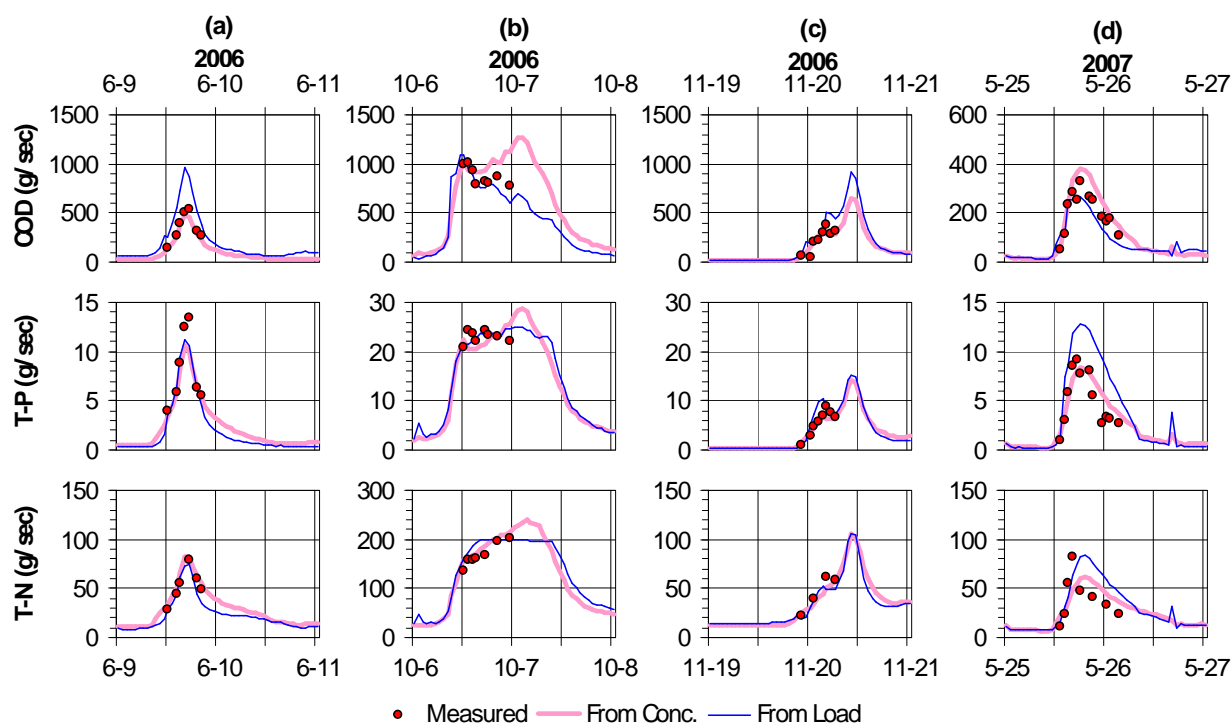 (a) (b) (c) (d)
2006 2006 2006 2007
6-9 6-10 6-11 10-6 10-7 10-8 11-19 11-20 11-21 5-25 5-26 5-27
COD (g/sec)
1500 1000 500 0
1500 1000 500 0
1500 1000 500 0
600 400 200 0
T-P (g/sec)
15 10 5 0
30 20 10 0
30 20 10 0
15 10 5 0
T-N (g/sec)
150 100 50 0
300 200 100 0
150 100 50 0
150 100 50 0
6-9 6-10 6-11 10-6 10-7 10-8 11-19 11-20 11-21 5-25 5-26 5-27
Measured From Conc. From Load